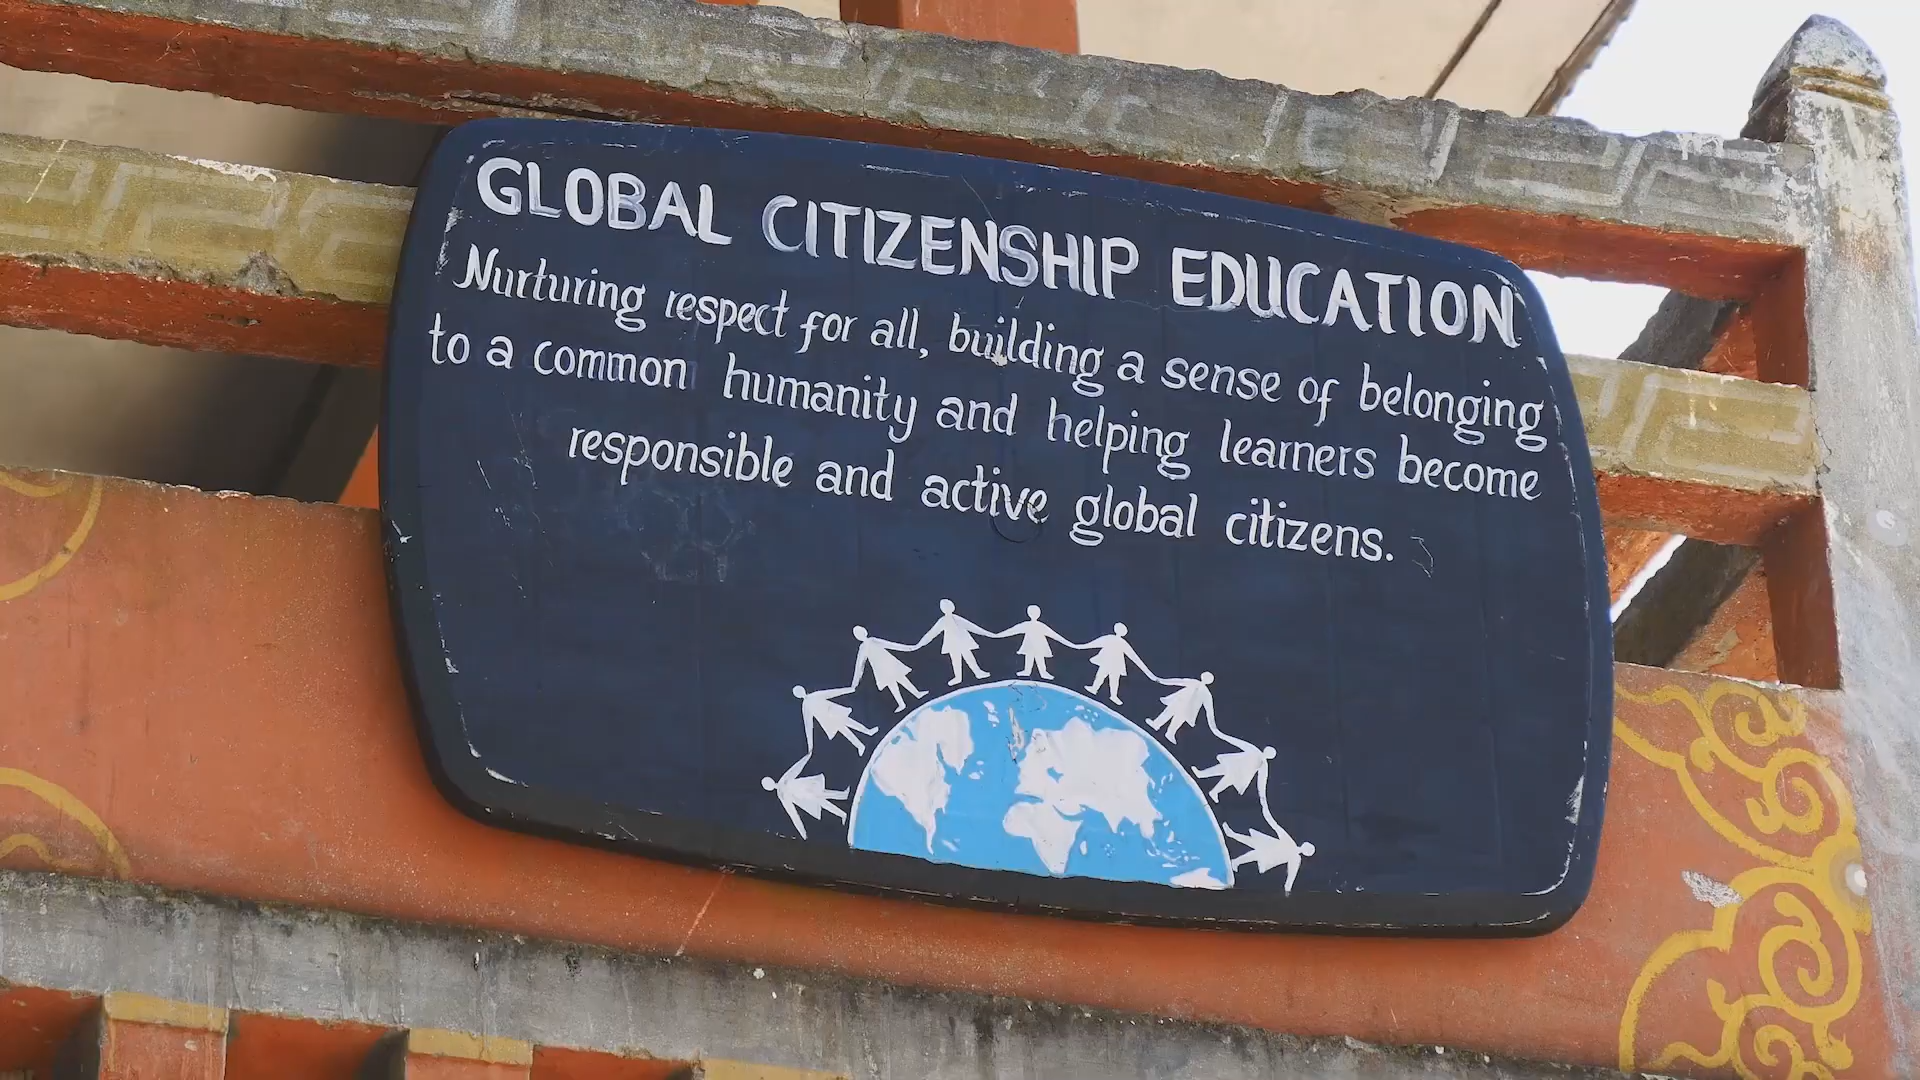 GLOBAL CITIZENSHIP EDUCATION
Nurturing respect for all, building a sense of belonging
to a common humanity and helping learners become
responsible and active global citizens.